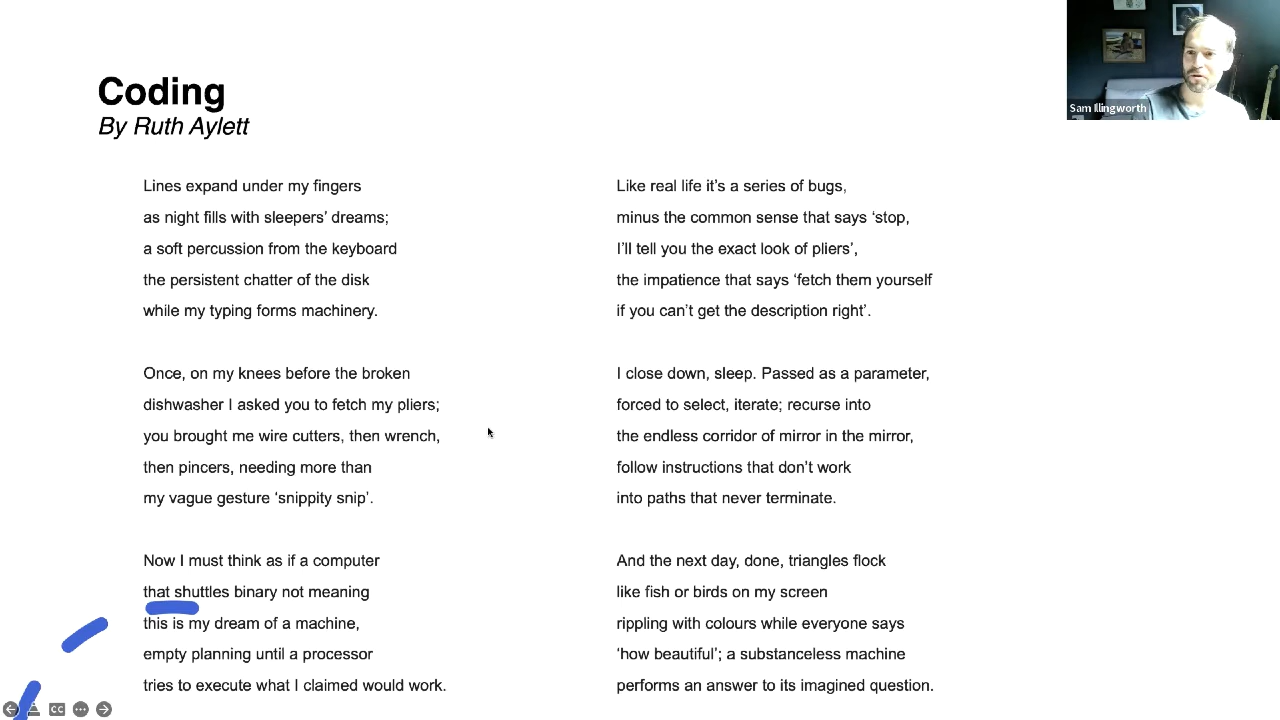 Coding
By Ruth Aylett
Lines expand under my fingers
as night fills with sleepers’ dreams;
a soft percussion from the keyboard
the persistent chatter of the disk
while my typing forms machinery.
Once, on my knees before the broken
dishwasher I asked you to fetch my pliers;
you brought me wire cutters, then wrench,
then pincers, needing more than
my vague gesture ‘snippity snip’.
Now I must think as if a computer
that shuttles binary not meaning
this is my dream of a machine,
empty planning until a processor
tries to execute what I claimed would work.
Like real life it’s a series of bugs,
minus the common sense that says ‘stop,
I’ll tell you the exact look of pliers’,
the impatience that says ‘fetch them yourself
if you can’t get the description right’.
I close down, sleep. Passed as a parameter,
forced to select, iterate; recurse into
the endless corridor of mirror in the mirror,
follow instructions that don’t work
into paths that never terminate.
And the next day, done, triangles flock
like fish or birds on my screen
rippling with colours while everyone says
‘how beautiful’; a substanceless machine
performs an answer to its imagined question.
Sam Illingworth
CC